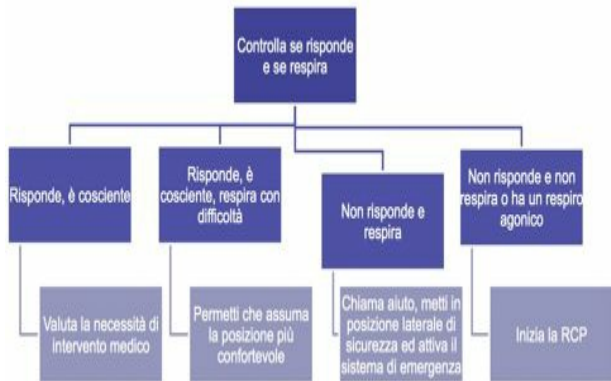 Controlla se risponde
e se respira
Risponde, è cosciente
Risponde, è
cosciente, respira con
difficoltà
Non risponde e
respira
Non risponde e non
respira o ha un respiro
agonico
Valuta la necessità di
intervento medico
Permetti che assuma
la posizione più
confortevole
Chiama aiuto, metti in
posizione laterale di
sicurezza ed attiva il
sistema di emergenza
Inizia la RCP